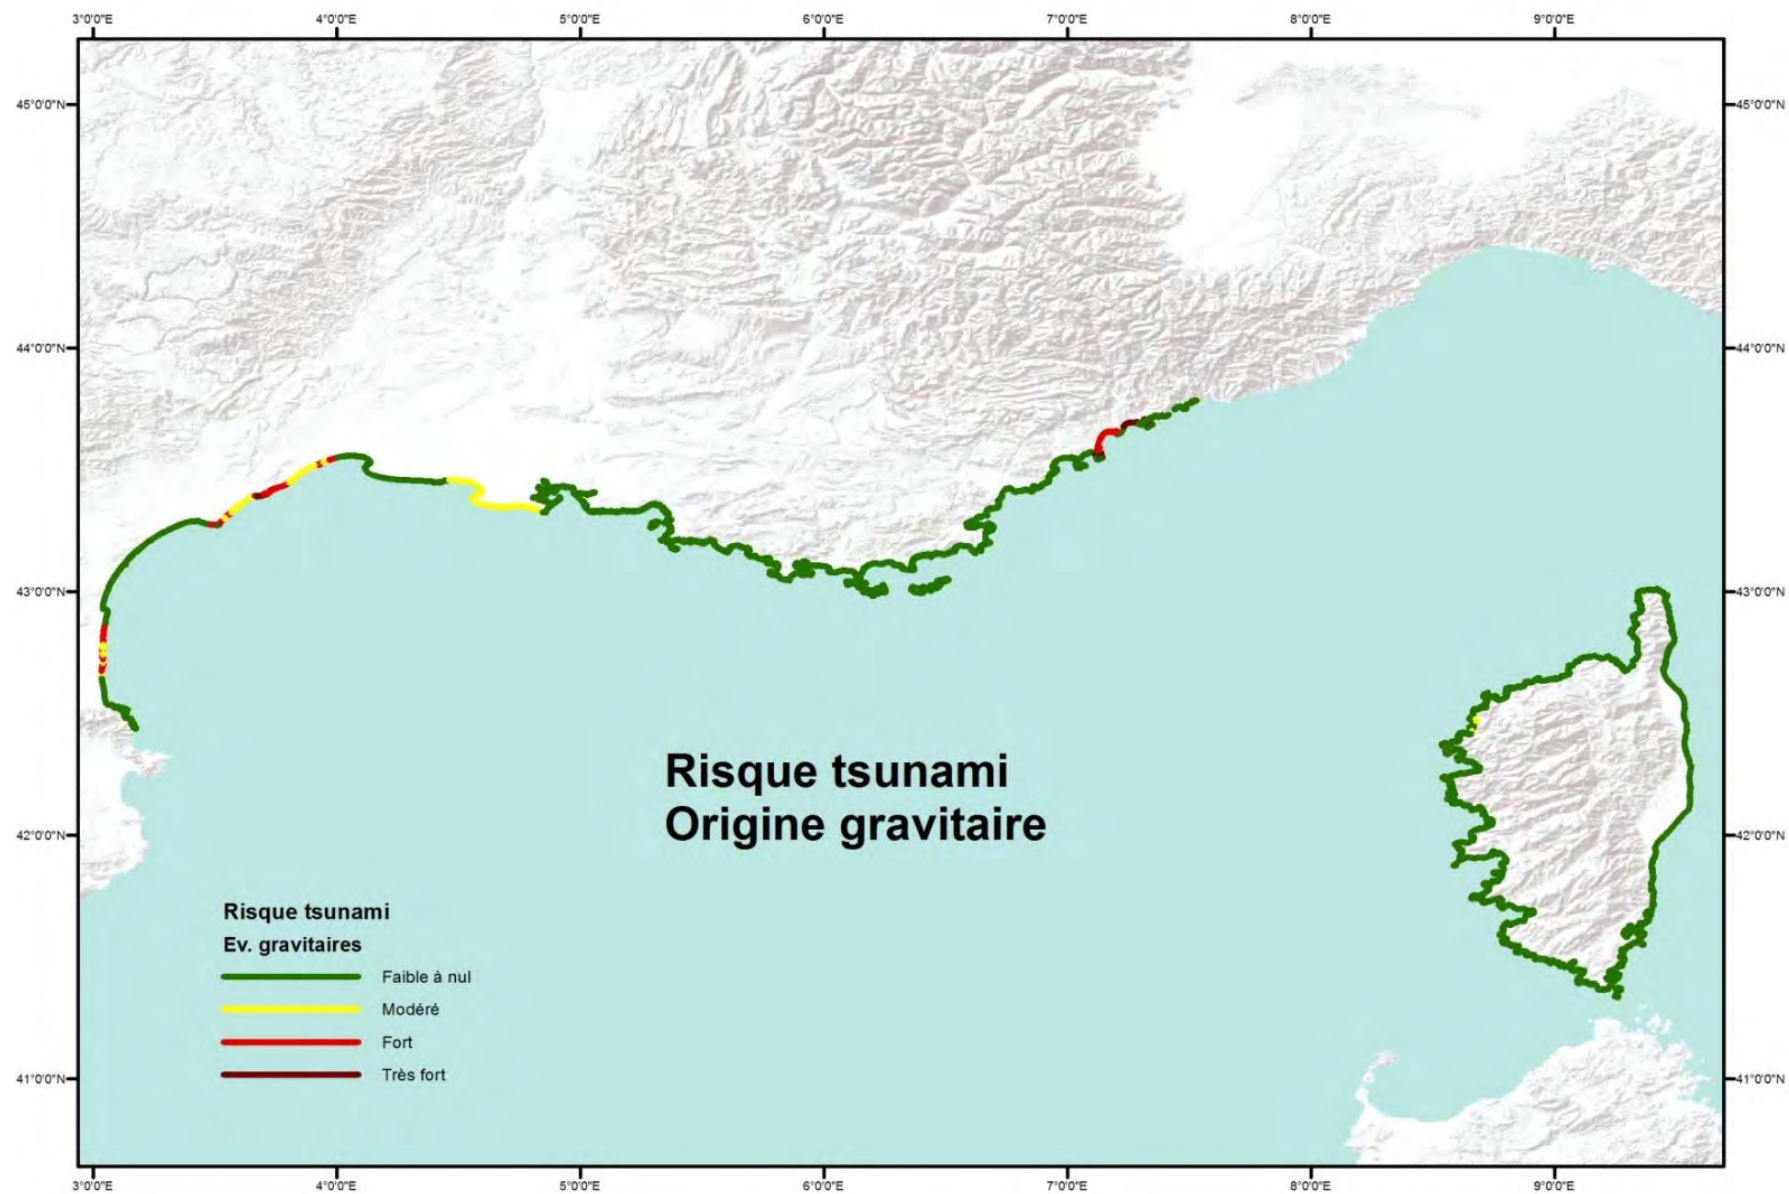 3°0'0"E 4°0'0"E 5°0'0"E 6°0'0"E 7°0'0"E 8°0'0"E 9°0'0"E
45°0'0"N 45°0'0"N
44°0'0"N 44°0'0"N
43°0'0"N 43°0'0"N
Risque tsunami
Origine gravitaire
42°0'0"N 42°0'0"N
Risque tsunami
Ev. gravitaires
Faible à nul
Modéré
Fort
Très fort
41°0'0"N 41°0'0"N
3°0'0"E 4°0'0"E 5°0'0"E 6°0'0"E 7°0'0"E 8°0'0"E 9°0'0"E